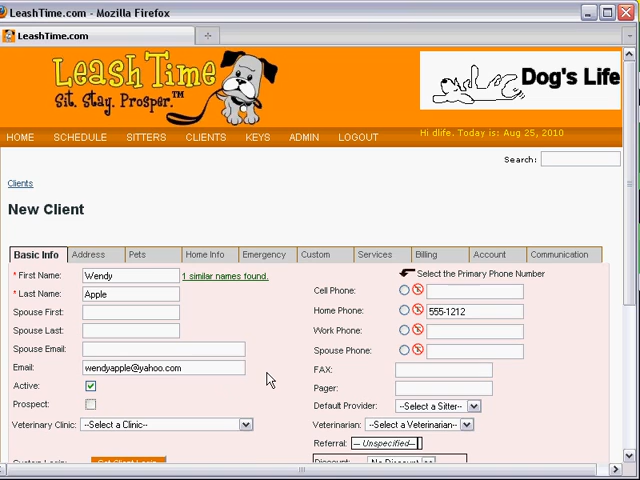 LeashTime.com - Mozilla Firefox
LeashTime.com
Leash Time
Sit. Stay. Prosper.™
Dog's Life
HOME SCHEDULE SITTERS CLIENTS KEYS ADMIN LOGOUT
Hi dlife. Today is: Aug 25, 2010
Search:
Clients
New Client
Basic Info Address Pets Home Info Emergency Custom Services Billing Account Communication
Select the Primary Phone Number
* First Name: Wendy 1 similar names found.
Cell Phone:
* Last Name: Apple
Home Phone: 555-1212
Spouse First:
Work Phone:
Spouse Last:
Spouse Phone:
Spouse Email:
FAX:
Email: wendyapple@yahoo.com
Pager:
Active:
Default Provider: --Select a Sitter--
Prospect:
Veterinary Clinic: --Select a Clinic--
Veterinarian: --Select a Veterinarian--
Referral: -- Unspecified--